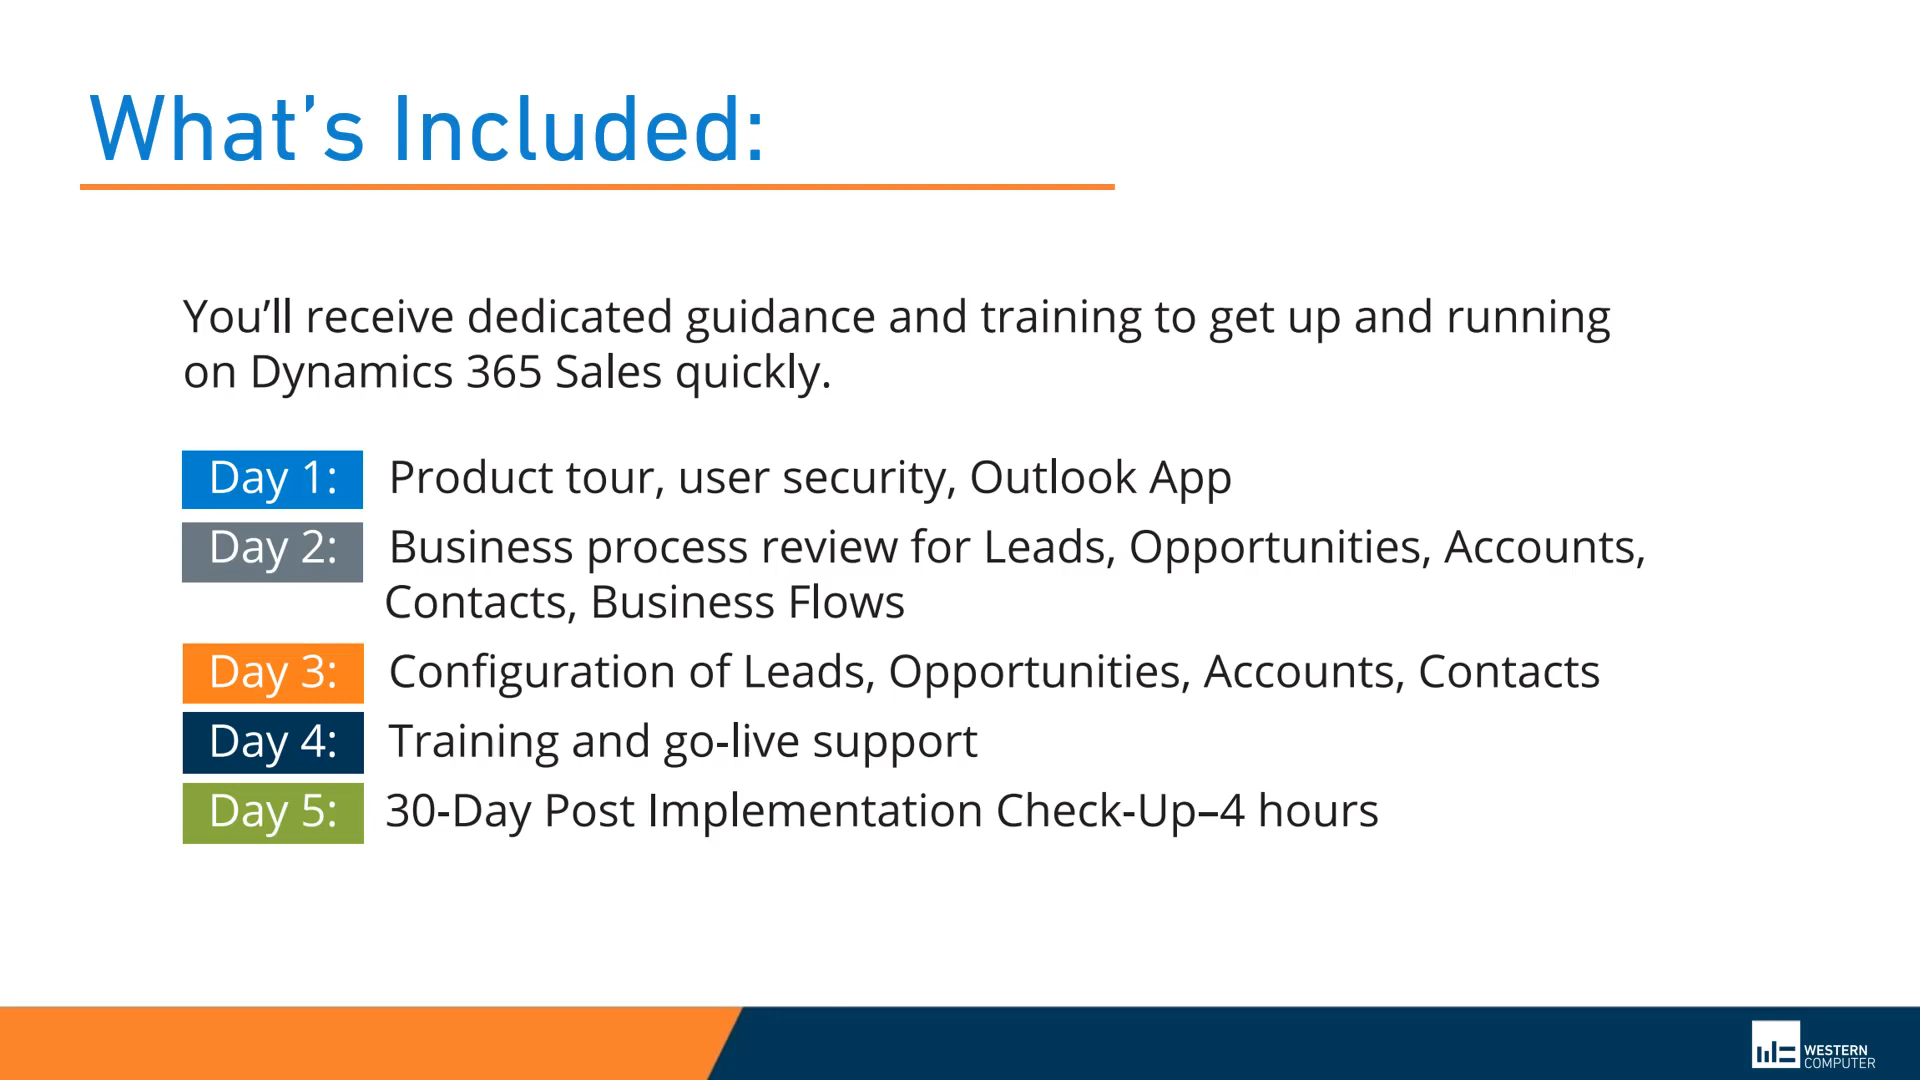 What’s Included:
You’ll receive dedicated guidance and training to get up and running
on Dynamics 365 Sales quickly.
Day 1: Product tour, user security, Outlook App
Day 2: Business process review for Leads, Opportunities, Accounts,
Contacts, Business Flows
Day 3: Configuration of Leads, Opportunities, Accounts, Contacts
Day 4: Training and go-live support
Day 5: 30-Day Post Implementation Check-Up–4 hours
WESTERN
COMPUTER